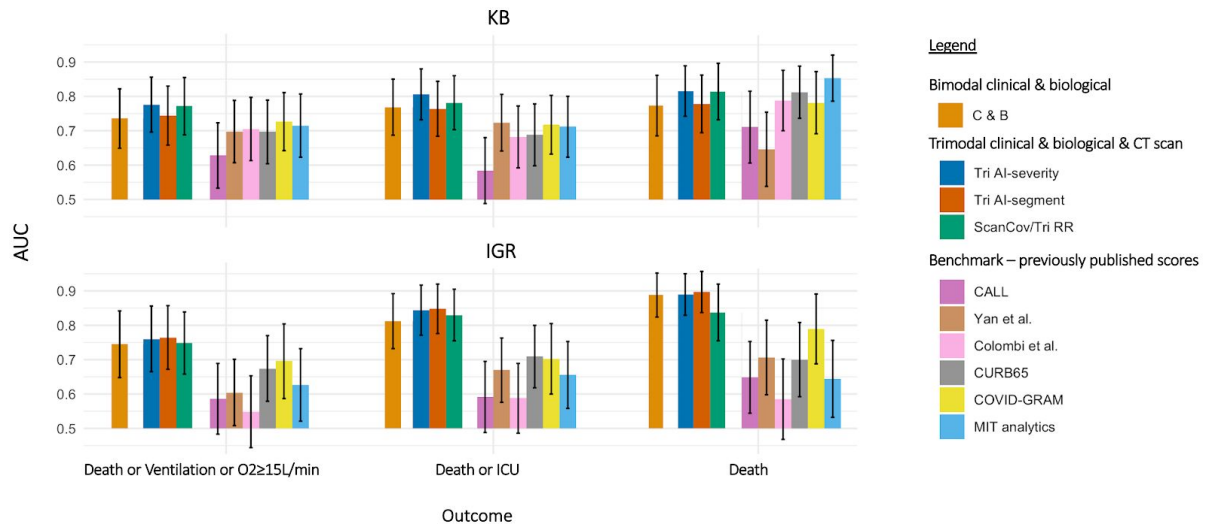 KB
0.9
0.8
0.7
0.6
0.5
AUC
IGR
0.9
0.8
0.7
0.6
0.5
Death or Ventilation or O2≥15L/min
Death or ICU
Death
Outcome
Legend
Bimodal clinical & biological
C & B
Trimodal clinical & biological & CT scan
Tri AI-severity
Tri AI-segment
ScanCov/Tri RR
Benchmark – previously published scores
CALL
Yan et al.
Colombi et al.
CURB65
COVID-GRAM
MIT analytics